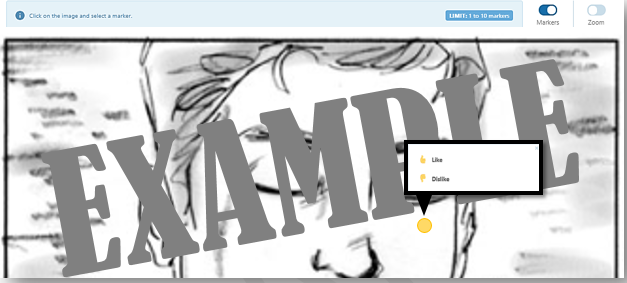 Click on the image and select a marker.
LIMIT: 1 to 10 markers
Markers
Zoom
EXAMPLE
Like
Dislike